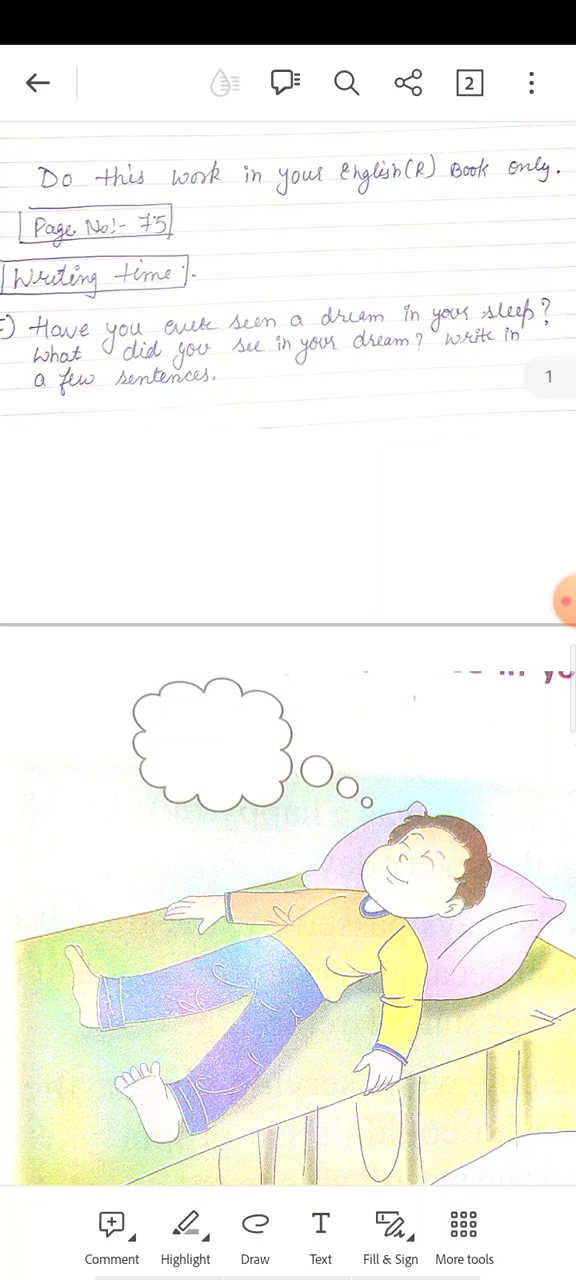 2
Do this work in your English(R) Book only.
Page No:- 75
Writing time :-
What did you see in your dream? Write in
Have you ever seen a dream in your sleep?
a few sentences.
1
in yo
Comment Highlight Draw Text Fill & Sign More tools